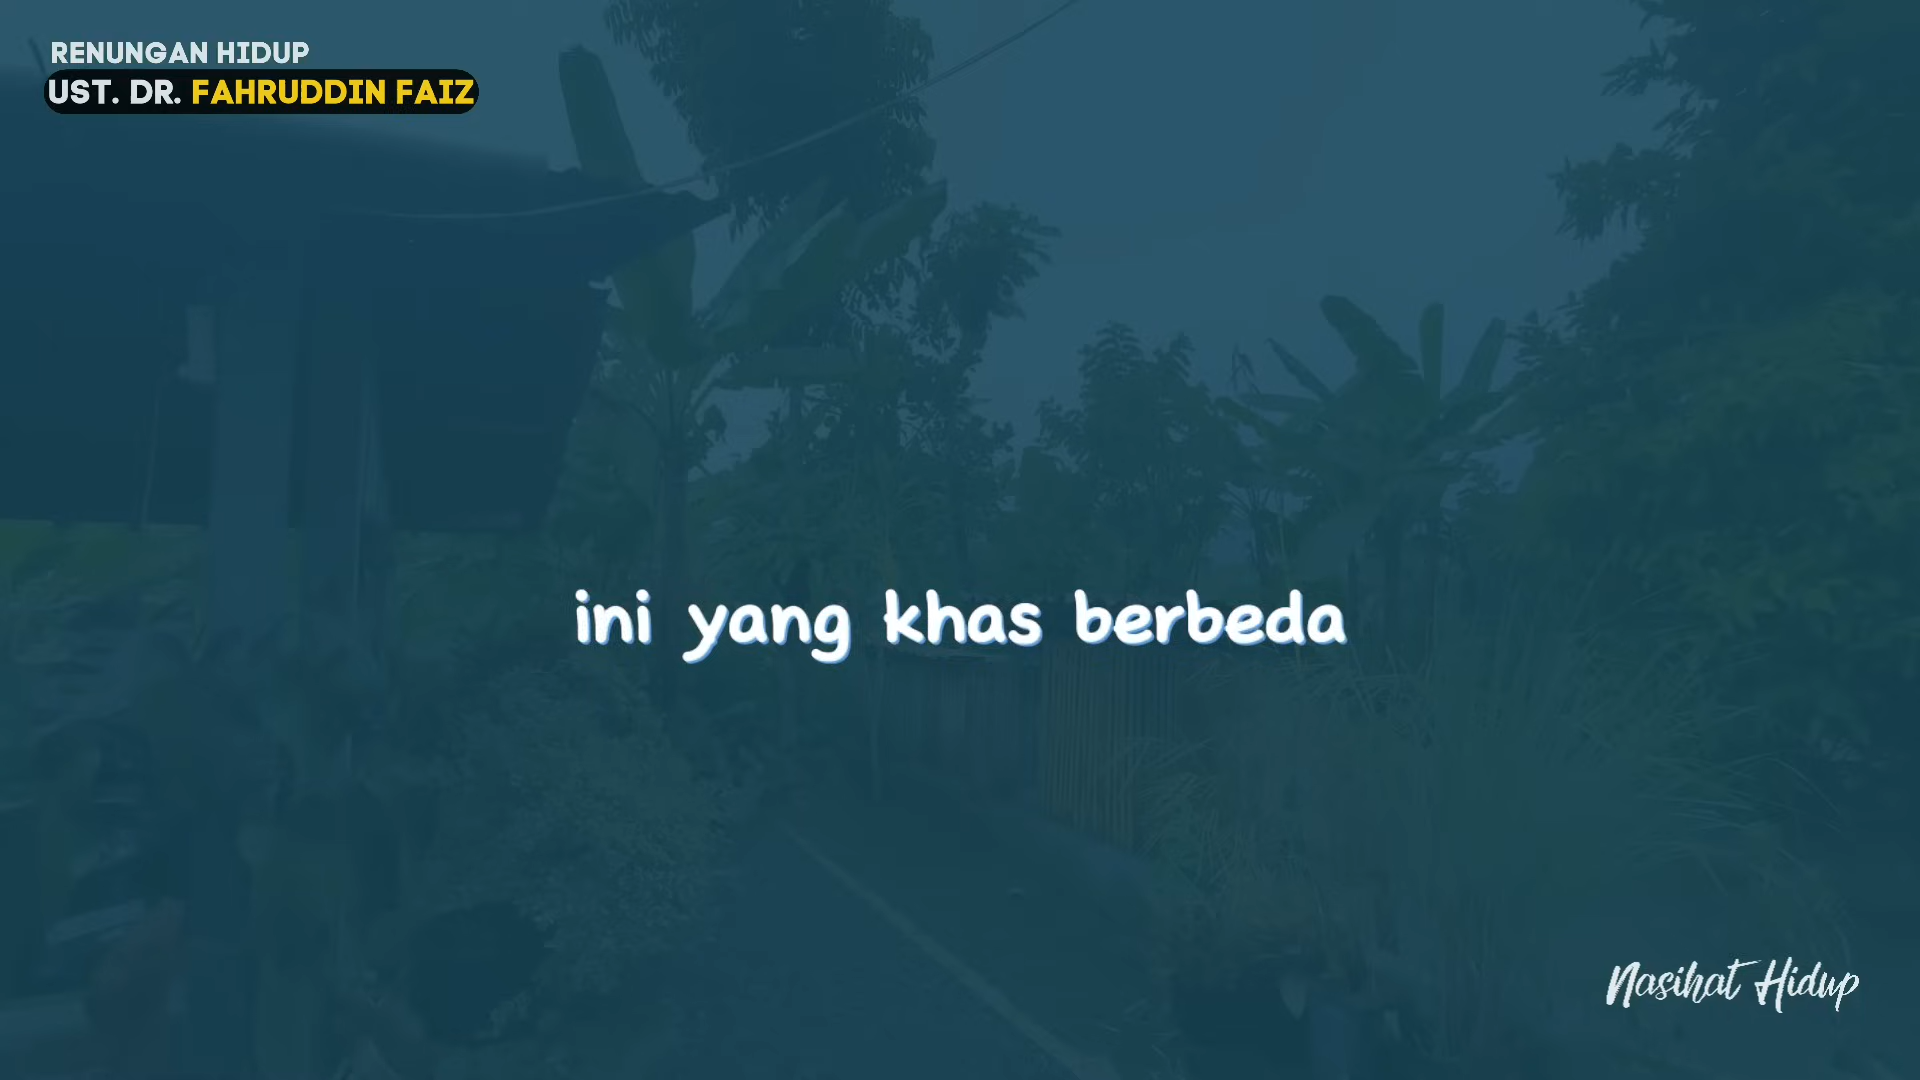 RENUNGAN HIDUP
UST. DR. FAHRUDDIN FAIZ
ini yang khas berbeda
Nasihat Hidup